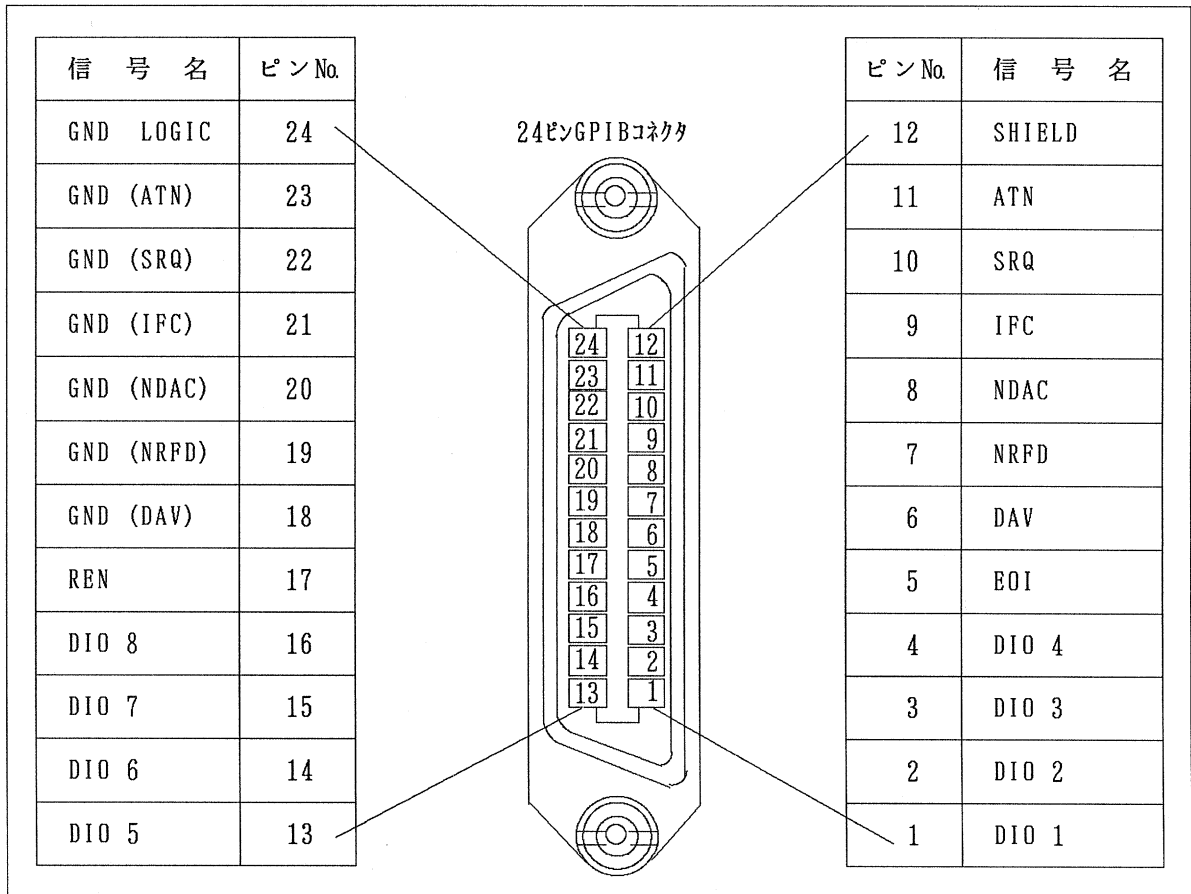 信 号 名 ピンNo.
GND LOGIC 24
GND (ATN) 23
GND (SRQ) 22
GND (IFC) 21
GND (NDAC) 20
GND (NRFD) 19
GND (DAV) 18
REN 17
DIO 8 16
DIO 7 15
DIO 6 14
DIO 5 13
24ピンGPIBコネクタ
24 12
23 11
22 10
21 9
20 8
19 7
18 6
17 5
16 4
15 3
14 2
13 1
ピンNo. 信 号 名
12 SHIELD
11 ATN
10 SRQ
9 IFC
8 NDAC
7 NRFD
6 DAV
5 EOI
4 DIO 4
3 DIO 3
2 DIO 2
1 DIO 1